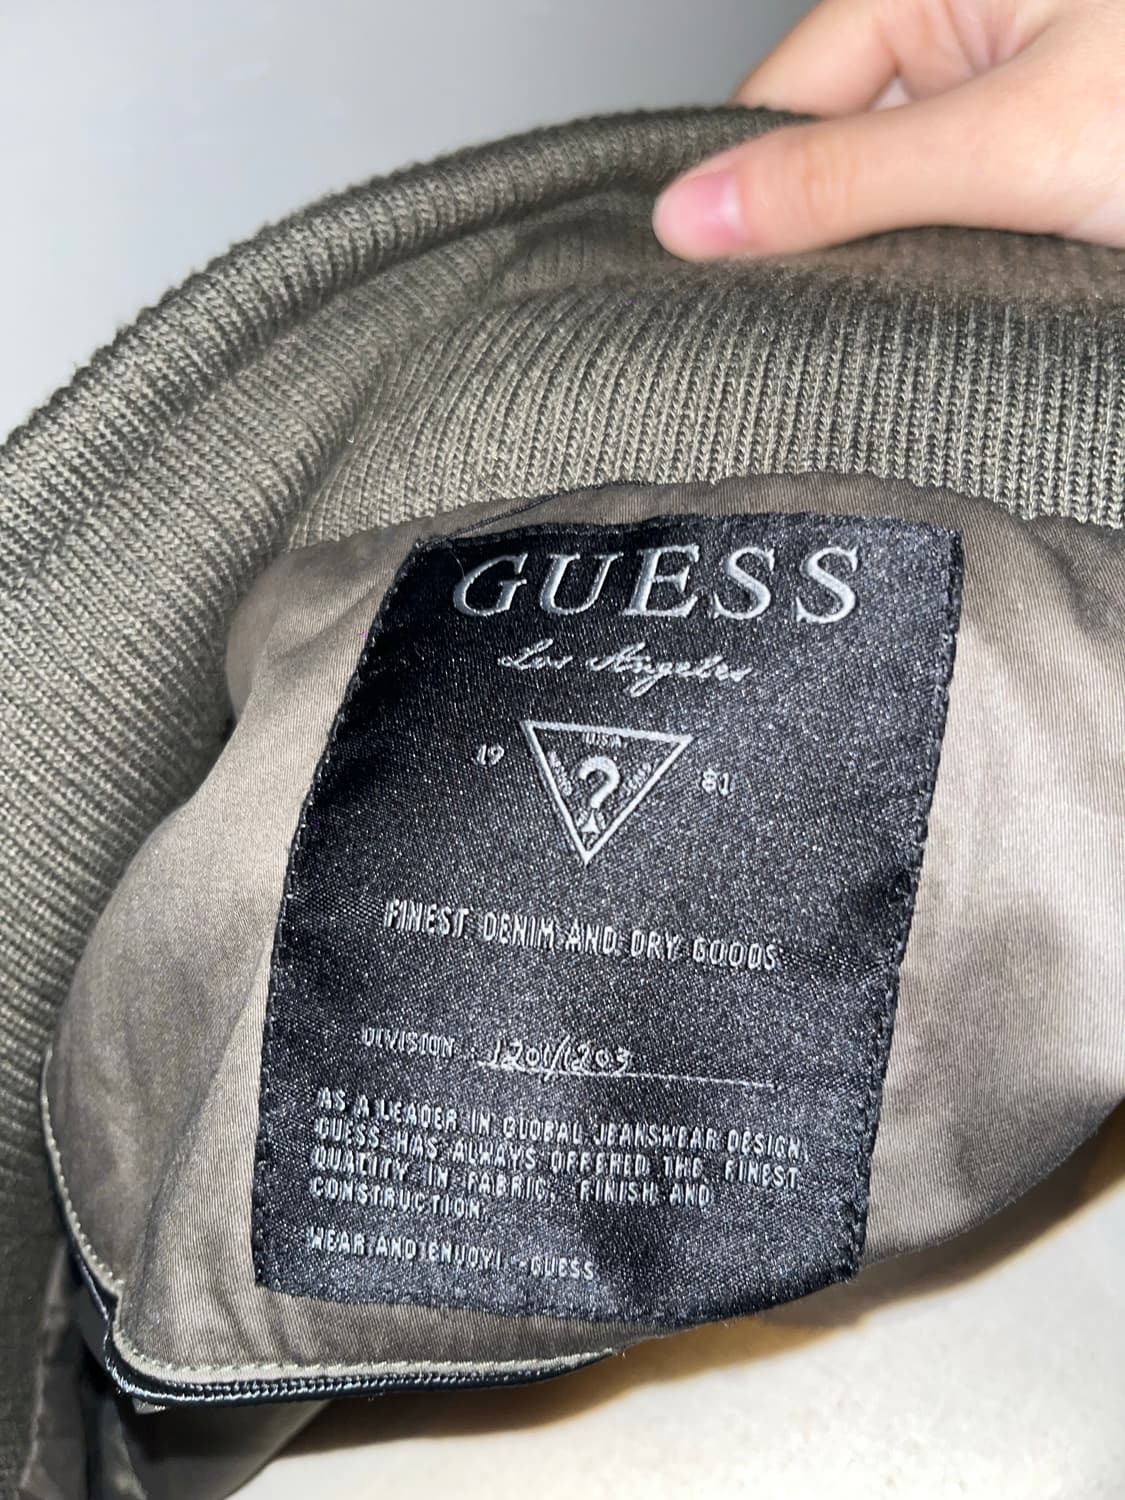 GUESS
Los Angeles
19 81
U.S.A.
?
FINEST DENIM AND DRY GOODS
DIVISION 1201/1203
AS A LEADER IN GLOBAL JEANSWEAR DESIGN,
GUESS HAS ALWAYS OFFERED THE FINEST
QUALITY IN FABRIC, FINISH AND
CONSTRUCTION.
WEAR AND ENJOY! -GUESS